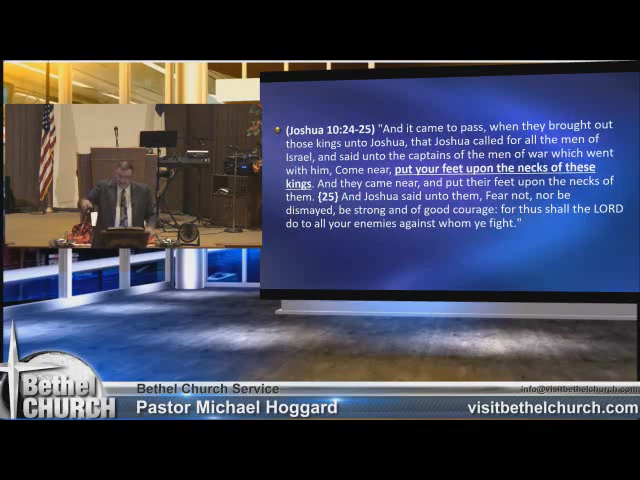 (Joshua 10:24-25) "And it came to pass, when they brought out
those kings unto Joshua, that Joshua called for all the men of
Israel, and said unto the captains of the men of war which went
with him, Come near, put your feet upon the necks of these
kings. And they came near, and put their feet upon the necks of
them. {25} And Joshua said unto them, Fear not, nor be
dismayed, be strong and of good courage: for thus shall the LORD
do to all your enemies against whom ye fight."
Bethel
CHURCH
Bethel Church Service
info@visitbethelchurch.com
Pastor Michael Hoggard
visitbethelchurch.com